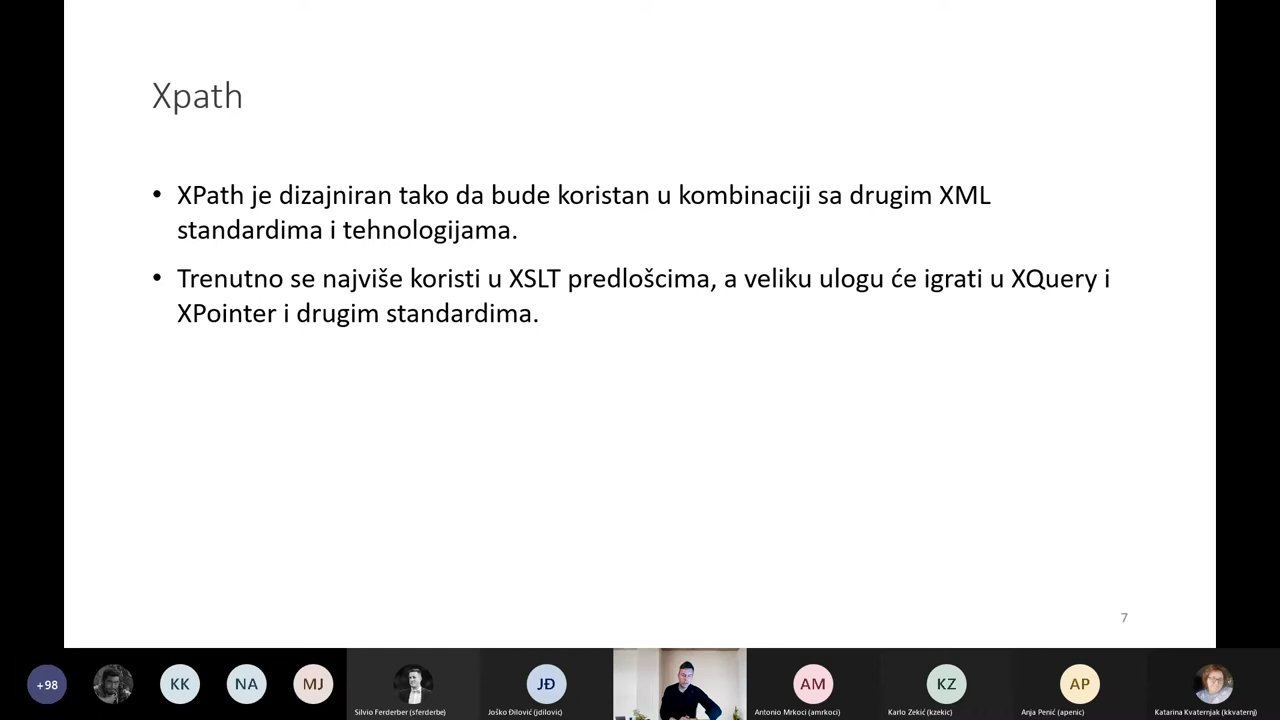 Xpath
• XPath je dizajniran tako da bude koristan u kombinaciji sa drugim XML
standardima i tehnologijama.
• Trenutno se najviše koristi u XSLT predlošcima, a veliku ulogu će igrati u XQuery i
XPointer i drugim standardima.
7
+98
KK
NA
MJ
JĐ
AM
KZ
AP
Silvio Ferderber (sferderbe)
Joško Đilović (jdilovic)
Antonio Mrkoci (amrkoci)
Karlo Zekić (kzekic)
Anja Penić (apenic)
Katarina Kvaternjak (kkvaternj)